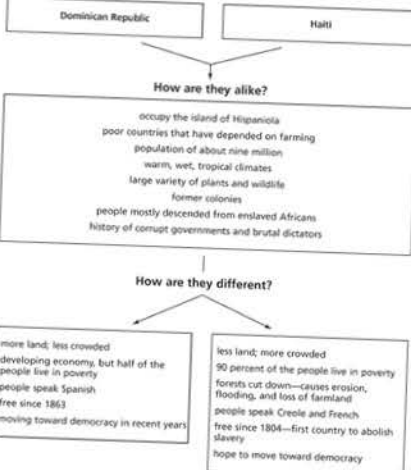 Dominican Republic
Haiti
How are they alike?
occupy the island of Hispaniola
poor countries that have depended on farming
population of about nine million
warm, wet, tropical climates
large variety of plants and wildlife
former colonies
people mostly descended from enslaved Africans
history of corrupt governments and brutal dictators
How are they different?
more land; less crowded
developing economy, but half of the
people live in poverty
people speak Spanish
free since 1863
moving toward democracy in recent years
less land; more crowded
90 percent of the people live in poverty
forests cut down—causes erosion,
flooding, and loss of farmland
people speak Creole and French
free since 1804—first country to abolish
slavery
hope to move toward democracy